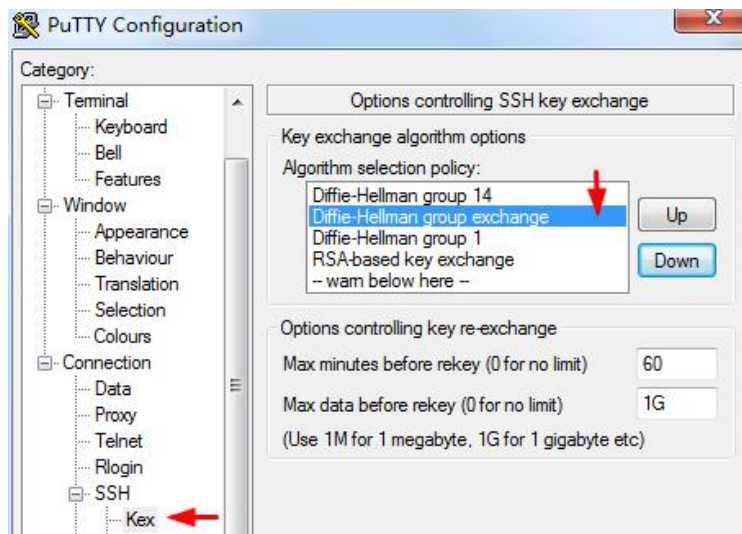 PuTTY Configuration
Category:
Terminal
Keyboard
Bell
Features
Window
Appearance
Behaviour
Translation
Selection
Colours
Connection
Data
Proxy
Telnet
Rlogin
SSH
Kex
Options controlling SSH key exchange
Key exchange algorithm options
Algorithm selection policy:
Diffie-Hellman group 14
Diffie-Hellman group exchange
Diffie-Hellman group 1
RSA-based key exchange
-- warn below here --
Up
Down
Options controlling key re-exchange
Max minutes before rekey (0 for no limit) 60
Max data before rekey (0 for no limit) 1G
(Use 1M for 1 megabyte, 1G for 1 gigabyte etc)